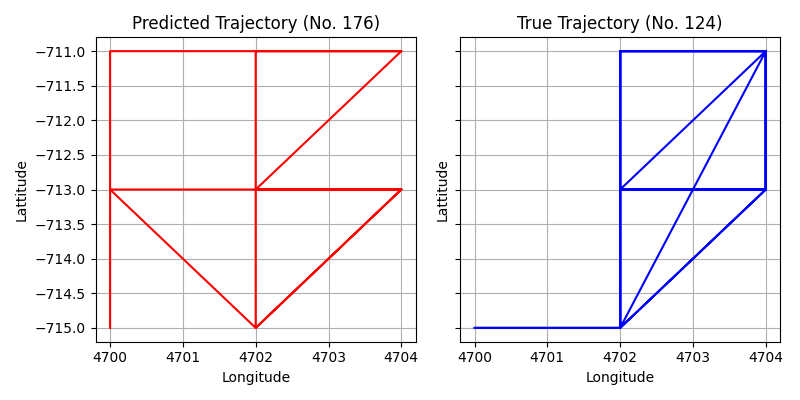 Predicted Trajectory (No. 176)
True Trajectory (No. 124)
Lattitude
−711.0
−711.5
−712.0
−712.5
−713.0
−713.5
−714.0
−714.5
−715.0
4700 4701 4702 4703 4704
Longitude
Lattitude
4700 4701 4702 4703 4704
Longitude